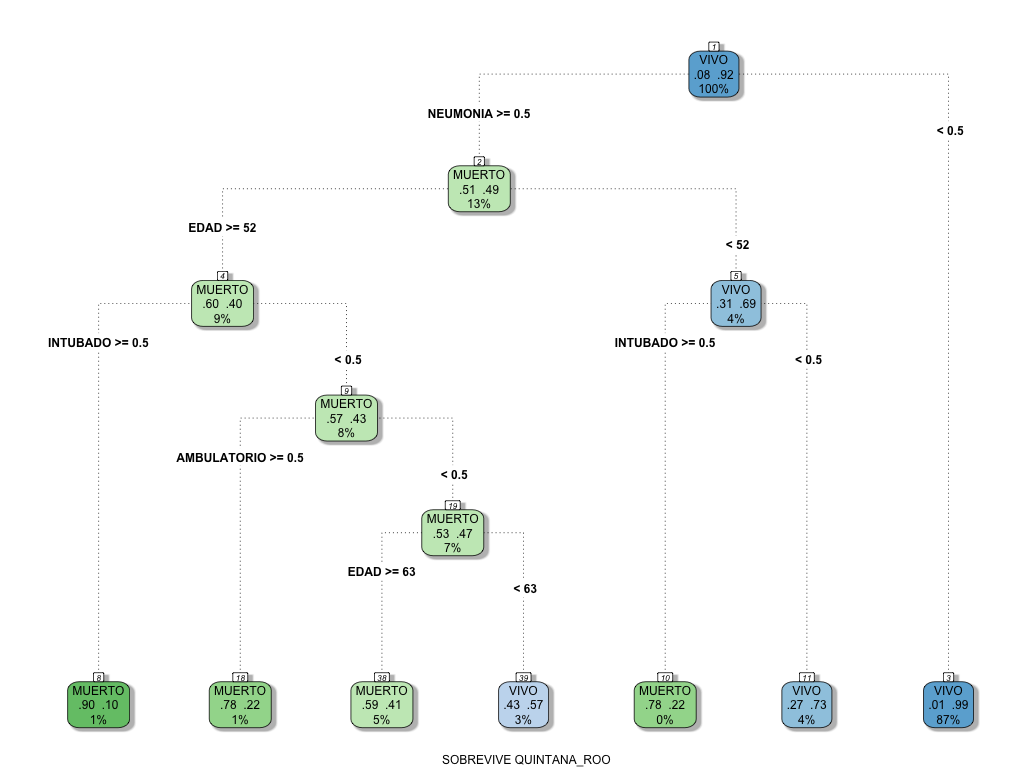 1
VIVO
.08 .92
100%
NEUMONIA >= 0.5
< 0.5
2
MUERTO
.51 .49
13%
EDAD >= 52
< 52
4
MUERTO
.60 .40
9%
5
VIVO
.31 .69
4%
INTUBADO >= 0.5
< 0.5
INTUBADO >= 0.5
< 0.5
9
MUERTO
.57 .43
8%
AMBULATORIO >= 0.5
< 0.5
19
MUERTO
.53 .47
7%
EDAD >= 63
< 63
8
MUERTO
.90 .10
1%
18
MUERTO
.78 .22
1%
38
MUERTO
.59 .41
5%
39
VIVO
.43 .57
3%
10
MUERTO
.78 .22
0%
11
VIVO
.27 .73
4%
3
VIVO
.01 .99
87%
SOBREVIVE QUINTANA_ROO